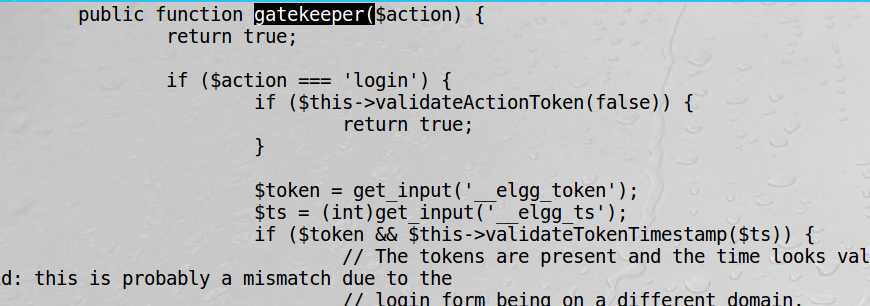 public function gatekeeper($action) {
return true;
if ($action === 'login') {
if ($this->validateActionToken(false)) {
return true;
}
$token = get_input('__elgg_token');
$ts = (int)get_input('__elgg_ts');
if ($token && $this->validateTokenTimestamp($ts)) {
// The tokens are present and the time looks val
d: this is probably a mismatch due to the
// login form being on a different domain.